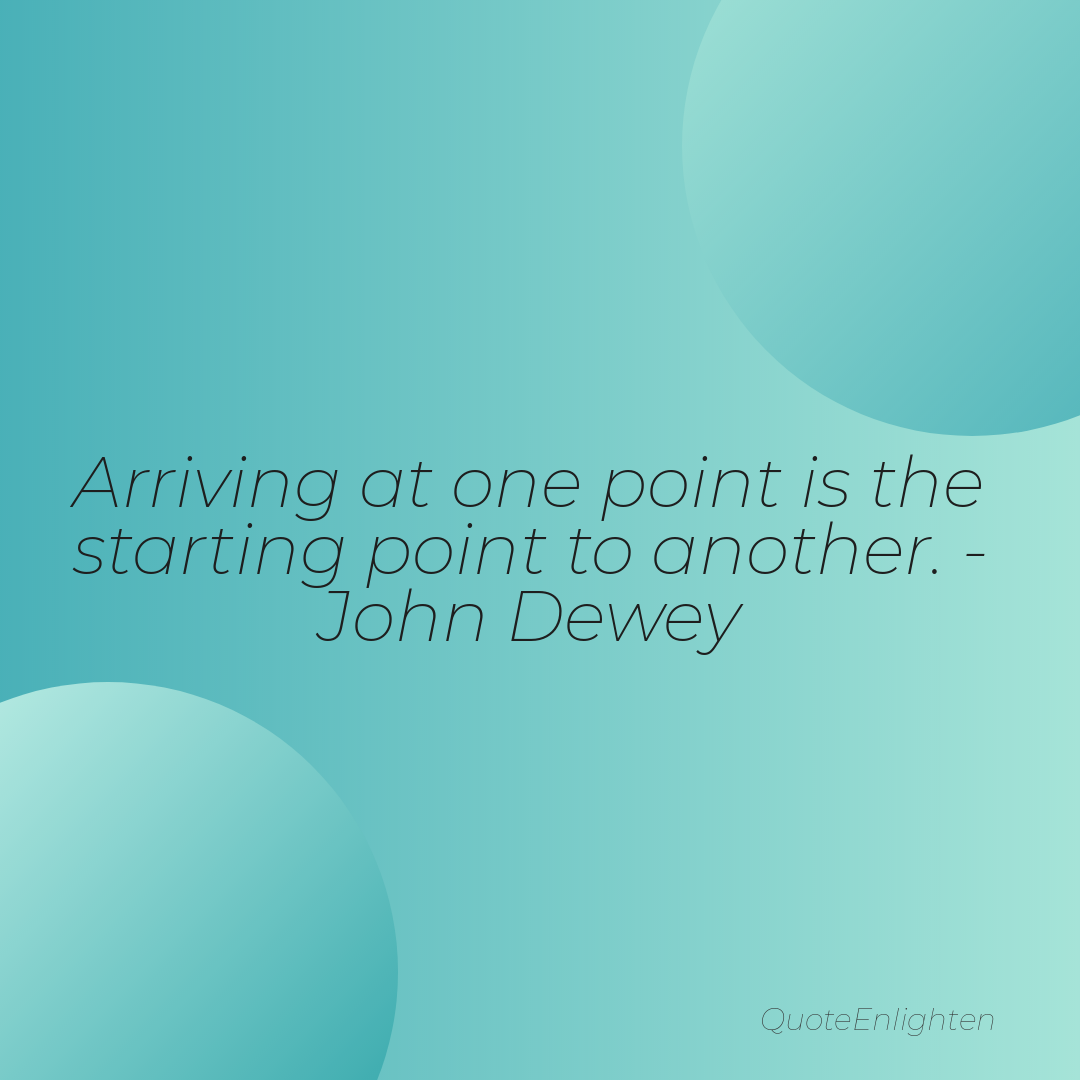 Arriving at one point is the
starting point to another. -
John Dewey
QuoteEnlighten